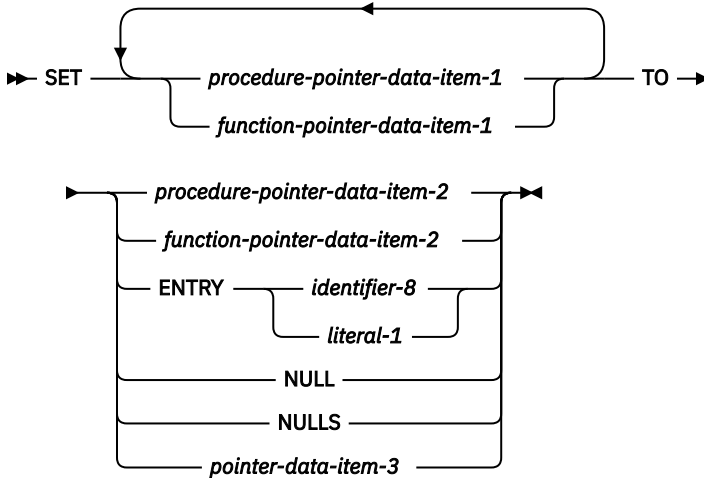 SET procedure-pointer-data-item-1 TO
function-pointer-data-item-1
procedure-pointer-data-item-2
function-pointer-data-item-2
ENTRY identifier-8
literal-1
NULL
NULLS
pointer-data-item-3